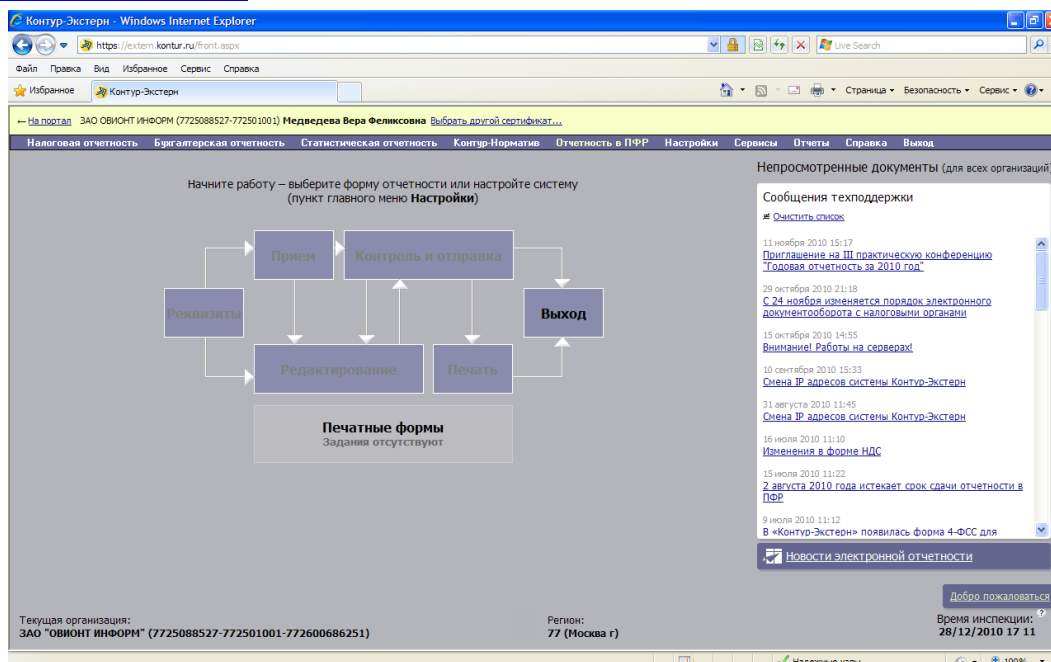 Контур-Экстерн - Windows Internet Explorer
https://extern.kontur.ru/front.aspx
Live Search
Файл Правка Вид Избранное Сервис Справка
Избранное Контур-Экстерн Страница Безопасность Сервис
← На портал ЗАО ОВИОНТ ИНФОРМ (7725088527-772501001) Медведева Вера Феликсовна Выбрать другой сертификат...
Налоговая отчетность Бухгалтерская отчетность Статистическая отчетность Контур-Норматив Отчетность в ПФР Настройки Сервисы Отчеты Справка Выход
Начните работу – выберите форму отчетности или настройте систему
(пункт главного меню Настройки)
Прием
Контроль и отправка
Реквизиты
Выход
Редактирование
Печать
Печатные формы
Задания отсутствуют
Непросмотренные документы (для всех организаций)
Сообщения техподдержки
Очистить список
11 ноября 2010 15:17
Приглашение на III практическую конференцию
"Годовая отчетность за 2010 год"
29 октября 2010 21:18
С 24 ноября изменяется порядок электронного
документооборота с налоговыми органами
15 октября 2010 14:55
Внимание! Работы на серверах!
10 сентября 2010 15:33
Смена IP адресов системы Контур-Экстерн
31 августа 2010 11:45
Смена IP адресов системы Контур-Экстерн
16 июля 2010 11:10
Изменения в форме НДС
15 июля 2010 11:22
2 августа 2010 года истекает срок сдачи отчетности в
ПФР
9 июля 2010 11:12
В «Контур-Экстерн» появилась форма 4-ФСС для
Новости электронной отчетности
Добро пожаловаться
Текущая организация:
ЗАО "ОВИОНТ ИНФОРМ" (7725088527-772501001-772600686251)
Регион:
77 (Москва г)
Время инспекции: ?
28/12/2010 17 11
Надежные узлы 100%